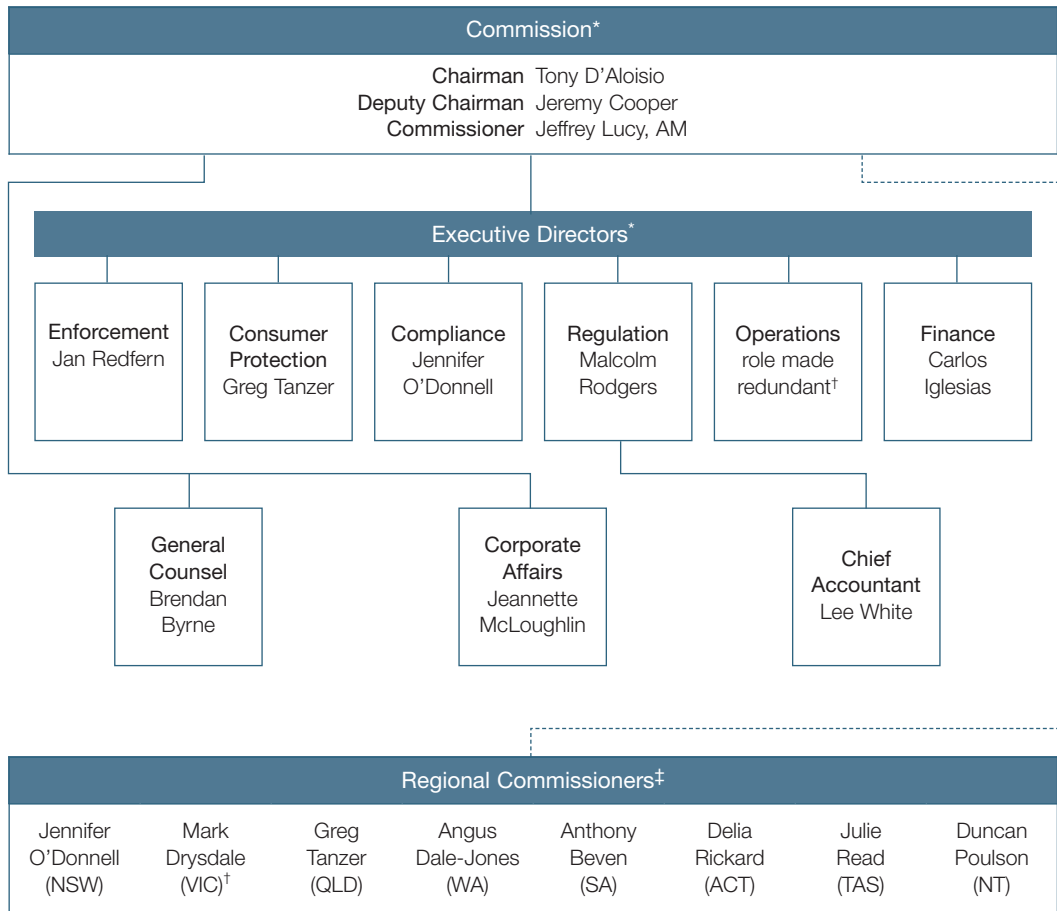 Commission*
Chairman Tony D'Aloisio
Deputy Chairman Jeremy Cooper
Commissioner Jeffrey Lucy, AM
Executive Directors*
Enforcement
Jan Redfern
Consumer
Protection
Greg Tanzer
Compliance
Jennifer
O'Donnell
Regulation
Malcolm
Rodgers
Operations
role made
redundant†
Finance
Carlos
Iglesias
General
Counsel
Brendan
Byrne
Corporate
Affairs
Jeannette
McLoughlin
Chief
Accountant
Lee White
Regional Commissioners‡
Jennifer
O'Donnell
(NSW)
Mark
Drysdale
(VIC)†
Greg
Tanzer
(QLD)
Angus
Dale-Jones
(WA)
Anthony
Beven
(SA)
Delia
Rickard
(ACT)
Julie
Read
(TAS)
Duncan
Poulson
(NT)